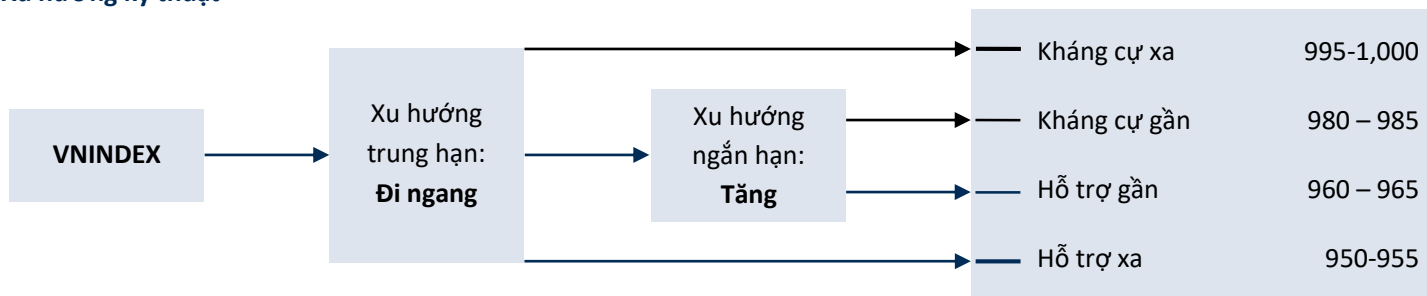 VNINDEX
Xu hướng
trung hạn:
Đi ngang
Xu hướng
ngắn hạn:
Tăng
Kháng cự xa 995-1,000
Kháng cự gần 980 – 985
Hỗ trợ gần 960 – 965
Hỗ trợ xa 950-955